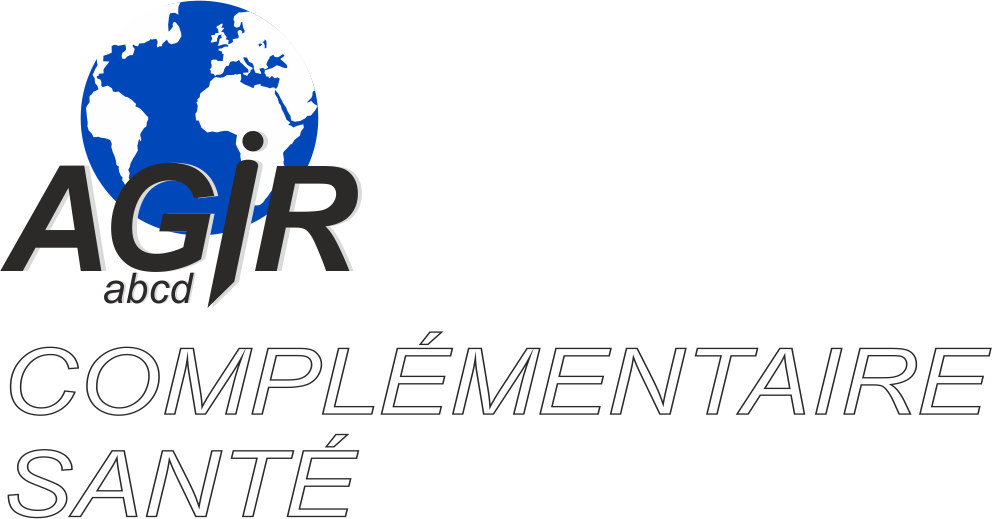 AGiR
abcd
COMPLÉMENTAIRE
SANTÉ